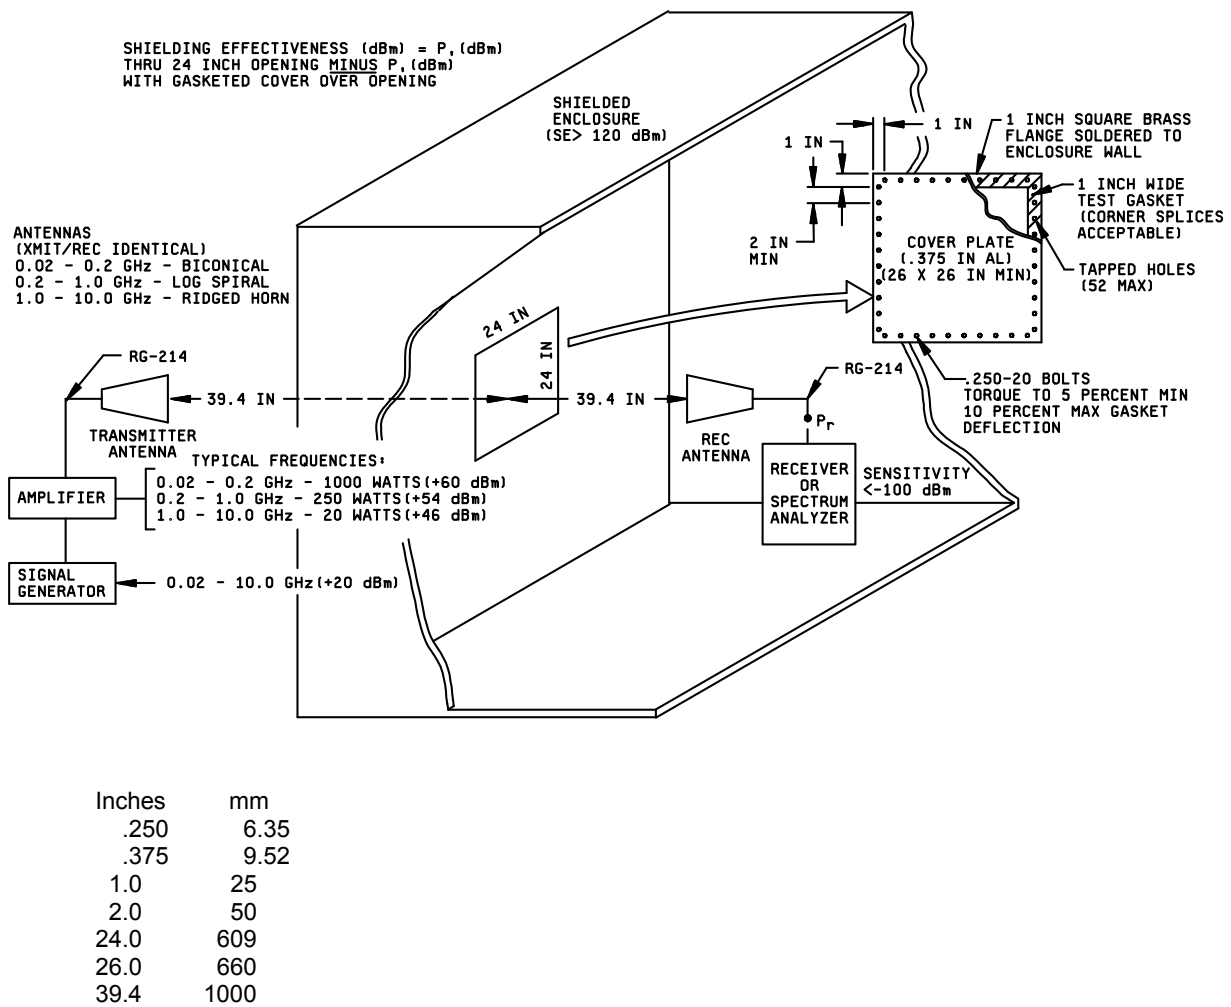 SHIELDING EFFECTIVENESS (dBm) = P, (dBm)
THRU 24 INCH OPENING MINUS P, (dBm)
WITH GASKETED COVER OVER OPENING
SHIELDED
ENCLOSURE
(SE> 120 dBm)
1 IN
1 IN
1 INCH SQUARE BRASS
FLANGE SOLDERED TO
ENCLOSURE WALL
1 INCH WIDE
TEST GASKET
(CORNER SPLICES
ACCEPTABLE)
2 IN
MIN
COVER PLATE
(.375 IN AL)
(26 X 26 IN MIN)
TAPPED HOLES
(52 MAX)
ANTENNAS
(XMIT/REC IDENTICAL)
0.02 - 0.2 GHz - BICONICAL
0.2 - 1.0 GHz - LOG SPIRAL
1.0 - 10.0 GHz - RIDGED HORN
24 IN
24 IN
RG-214
39.4 IN
39.4 IN
RG-214
.250-20 BOLTS
TORQUE TO 5 PERCENT MIN
10 PERCENT MAX GASKET
DEFLECTION
TRANSMITTER
ANTENNA
REC
ANTENNA
Pr
TYPICAL FREQUENCIES:
0.02 - 0.2 GHz - 1000 WATTS (+60 dBm)
0.2 - 1.0 GHz - 250 WATTS (+54 dBm)
1.0 - 10.0 GHz - 20 WATTS (+46 dBm)
AMPLIFIER
RECEIVER
OR
SPECTRUM
ANALYZER
SENSITIVITY
<-100 dBm
SIGNAL
GENERATOR
0.02 - 10.0 GHz (+20 dBm)
Inches mm
.250 6.35
.375 9.52
1.0 25
2.0 50
24.0 609
26.0 660
39.4 1000